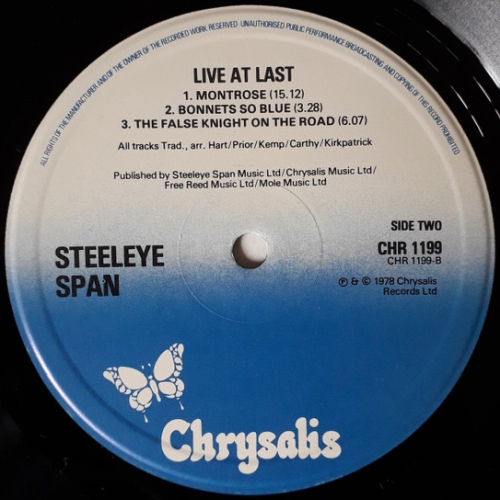 ALL RIGHTS OF THE MANUFACTURER AND OF THE OWNER OF THE RECORDED WORK RESERVED UNAUTHORISED PUBLIC PERFORMANCE BROADCASTING AND COPYING OF THIS RECORD PROHIBITED
LIVE AT LAST
1. MONTROSE (15.12)
2. BONNETS SO BLUE (3.28)
3. THE FALSE KNIGHT ON THE ROAD (6.07)
All tracks Trad., arr. Hart/Prior/Kemp/Carthy/Kirkpatrick
Published by Steeleye Span Music Ltd/Chrysalis Music Ltd/
Free Reed Music Ltd/Mole Music Ltd
SIDE TWO
STEELEYE
SPAN
CHR 1199
CHR 1199-B
℗ & © 1978 Chrysalis
Records Ltd
Chrysalis